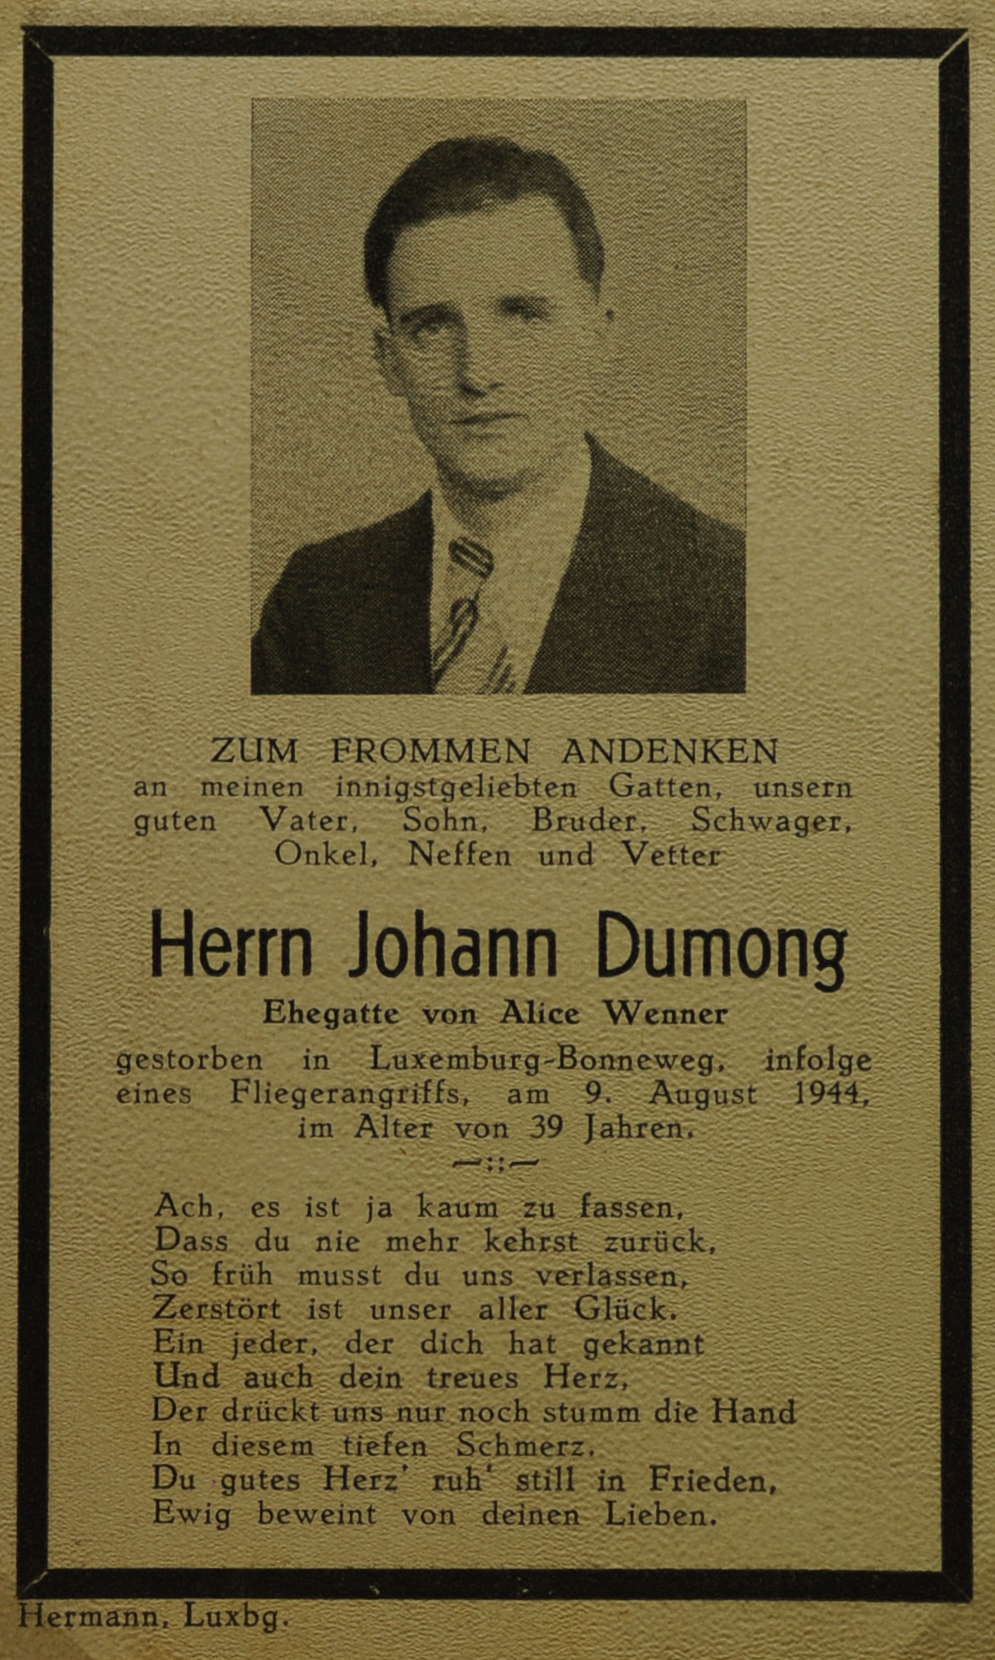 ZUM FROMMEN ANDENKEN
an meinen innigstgeliebten Gatten, unsern
guten Vater, Sohn, Bruder, Schwager,
Onkel, Neffen und Vetter
Herrn Johann Dumong
Ehegatte von Alice Wenner
gestorben in Luxemburg-Bonneweg, infolge
eines Fliegerangriffs, am 9. August 1944,
im Alter von 39 Jahren.
Ach, es ist ja kaum zu fassen,
Dass du nie mehr kehrst zurück,
So früh musst du uns verlassen,
Zerstört ist unser aller Glück.
Ein jeder, der dich hat gekannt
Und auch dein treues Herz,
Der drückt uns nur noch stumm die Hand
In diesem tiefen Schmerz.
Du gutes Herz' ruh' still in Frieden,
Ewig beweint von deinen Lieben.
Hermann, Luxbg.